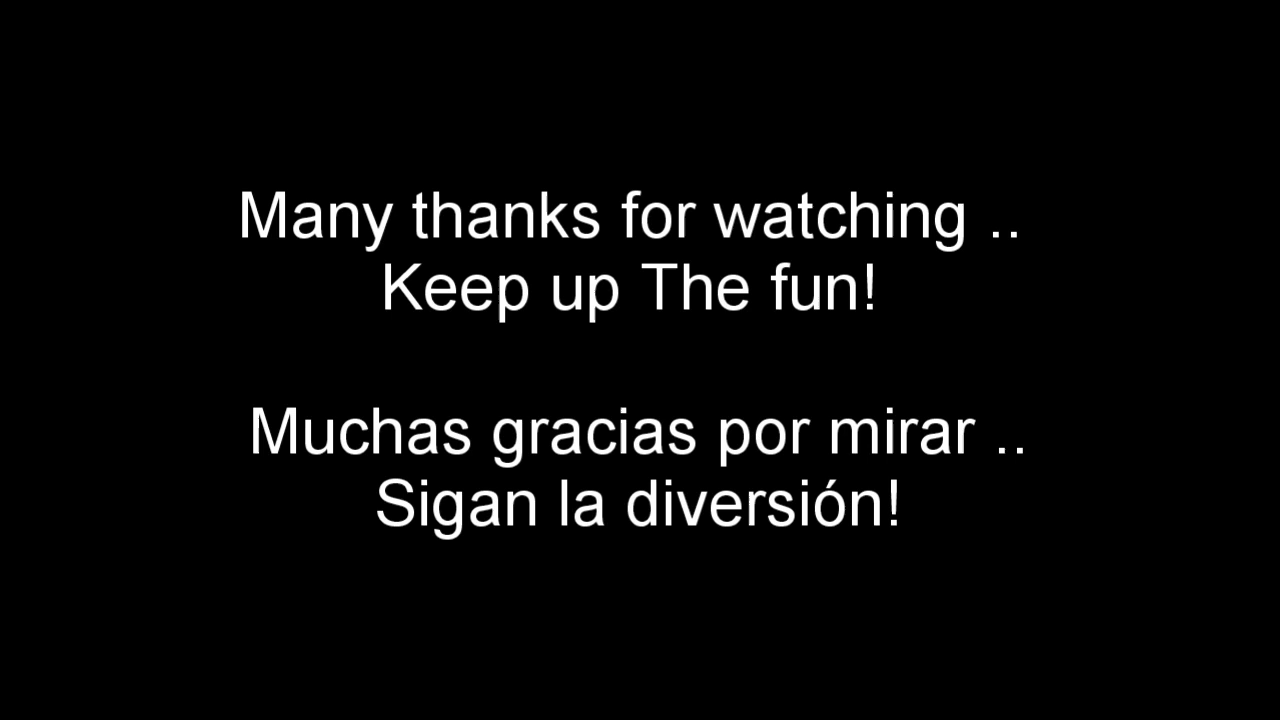 Many thanks for watching ..
Keep up The fun!
Muchas gracias por mirar ..
Sigan la diversión!